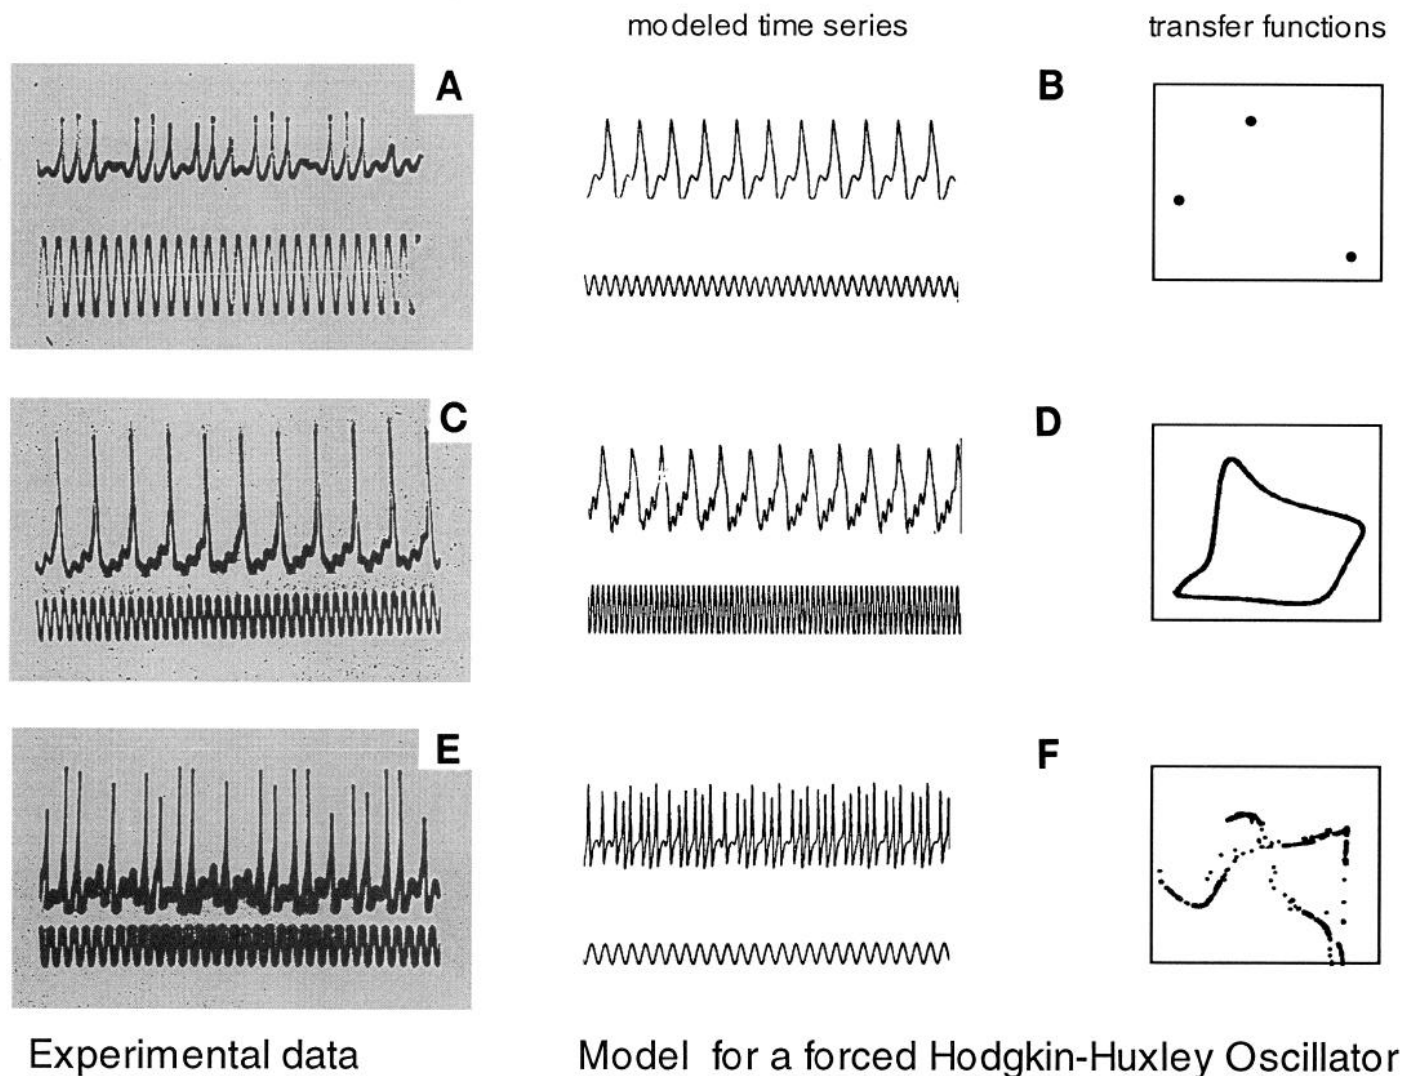 modeled time series
transfer functions
A
B
C
D
E
F
Experimental data
Model for a forced Hodgkin-Huxley Oscillator